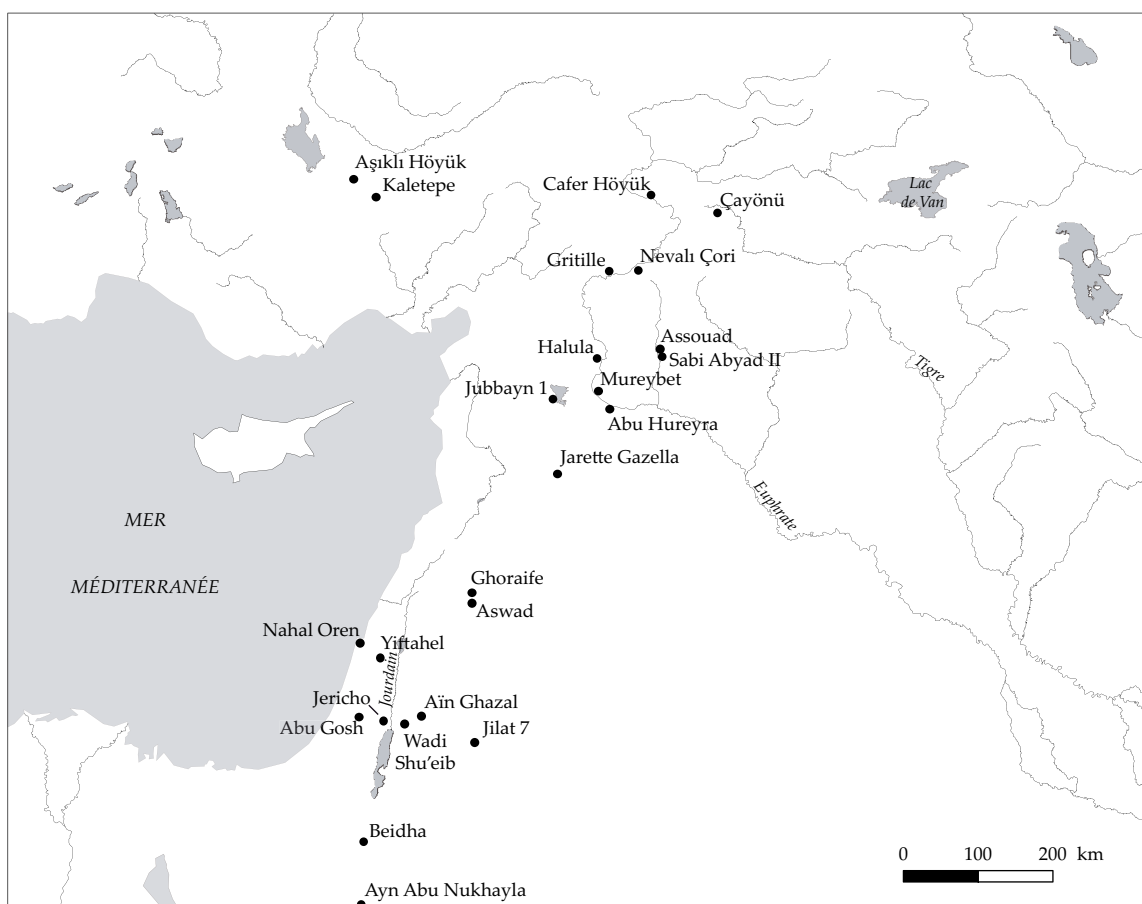 Aşıklı Höyük
Kaletepe
Cafer Höyük
Çayönü
Lac
de Van
Gritille
Nevalı Çori
Assouad
Halula
Sabi Abyad II
Tigre
Jubbayn 1
Mureybet
Abu Hureyra
Jarette Gazella
Euphrate
MER
MÉDITERRANÉE
Ghoraife
Aswad
Nahal Oren
Yiftahel
Jourdain
Jericho
Aïn Ghazal
Abu Gosh
Jilat 7
Wadi
Shu'eib
Beidha
0 100 200 km
Ayn Abu Nukhayla